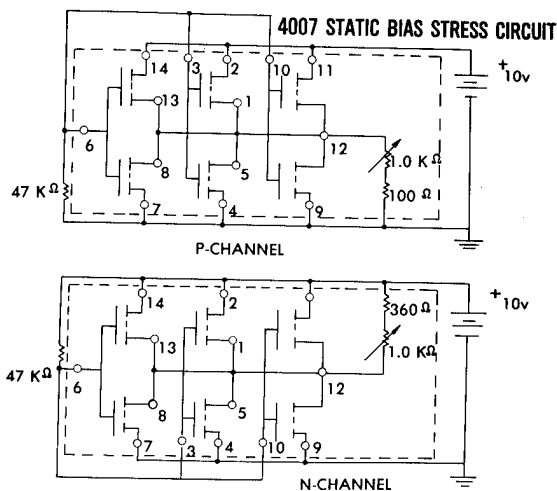 4007 STATIC BIAS STRESS CIRCUIT
14 3 2 10 11
+10v
13 1
6 12
8 5
1.0 KΩ
47 KΩ
100 Ω
7 4 9
P-CHANNEL
14 2
360 Ω
+10v
13 1
1.0 KΩ
47 KΩ
6 12
8 5
7 3 4 10 9
N-CHANNEL